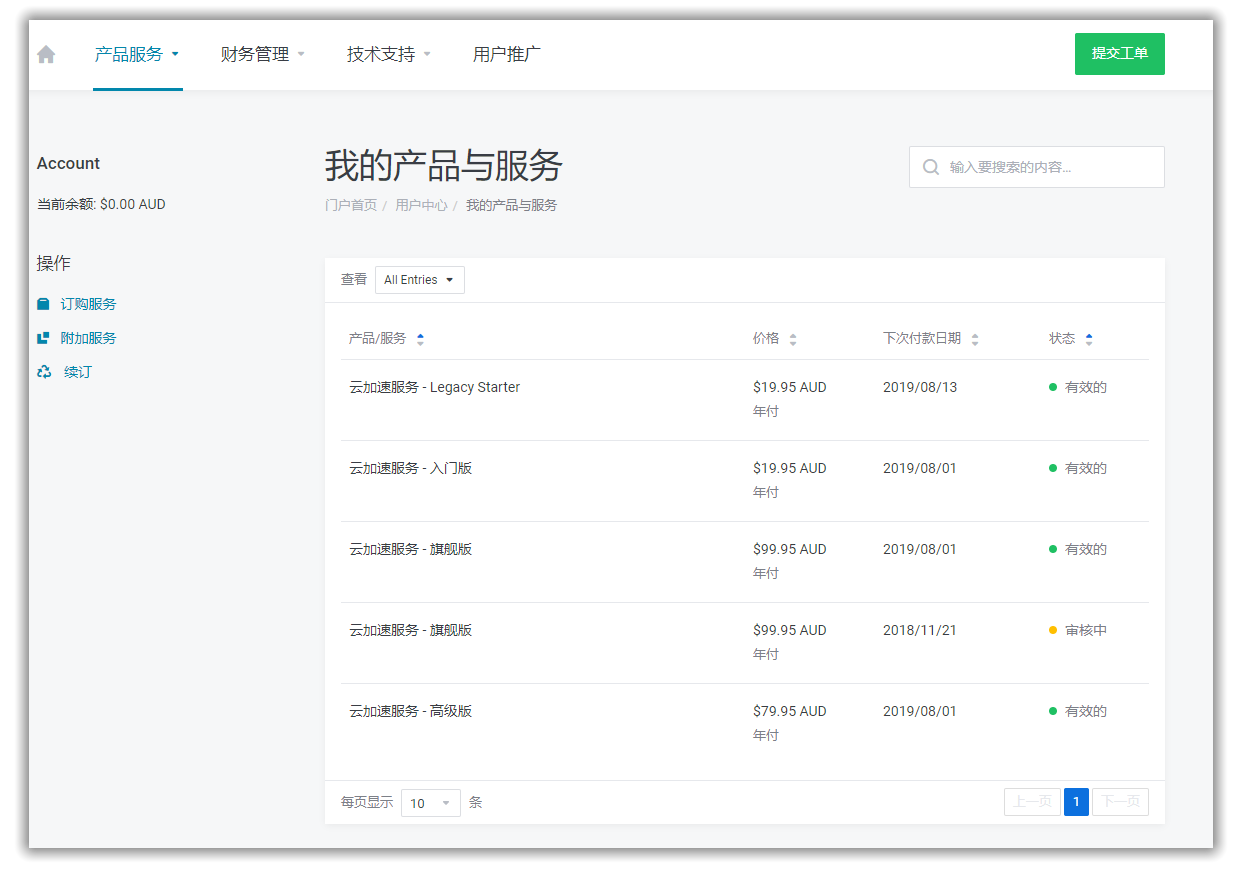 产品服务 财务管理 技术支持 用户推广 提交工单
Account
当前余额: $0.00 AUD
操作
订购服务
附加服务
续订
我的产品与服务
输入要搜索的内容...
门户首页 / 用户中心 / 我的产品与服务
查看 All Entries
产品/服务 价格 下次付款日期 状态
云加速服务 - Legacy Starter $19.95 AUD 2019/08/13 有效的
年付
云加速服务 - 入门版 $19.95 AUD 2019/08/01 有效的
年付
云加速服务 - 旗舰版 $99.95 AUD 2019/08/01 有效的
年付
云加速服务 - 旗舰版 $99.95 AUD 2018/11/21 审核中
年付
云加速服务 - 高级版 $79.95 AUD 2019/08/01 有效的
年付
每页显示 10 条 上一页 1 下一页